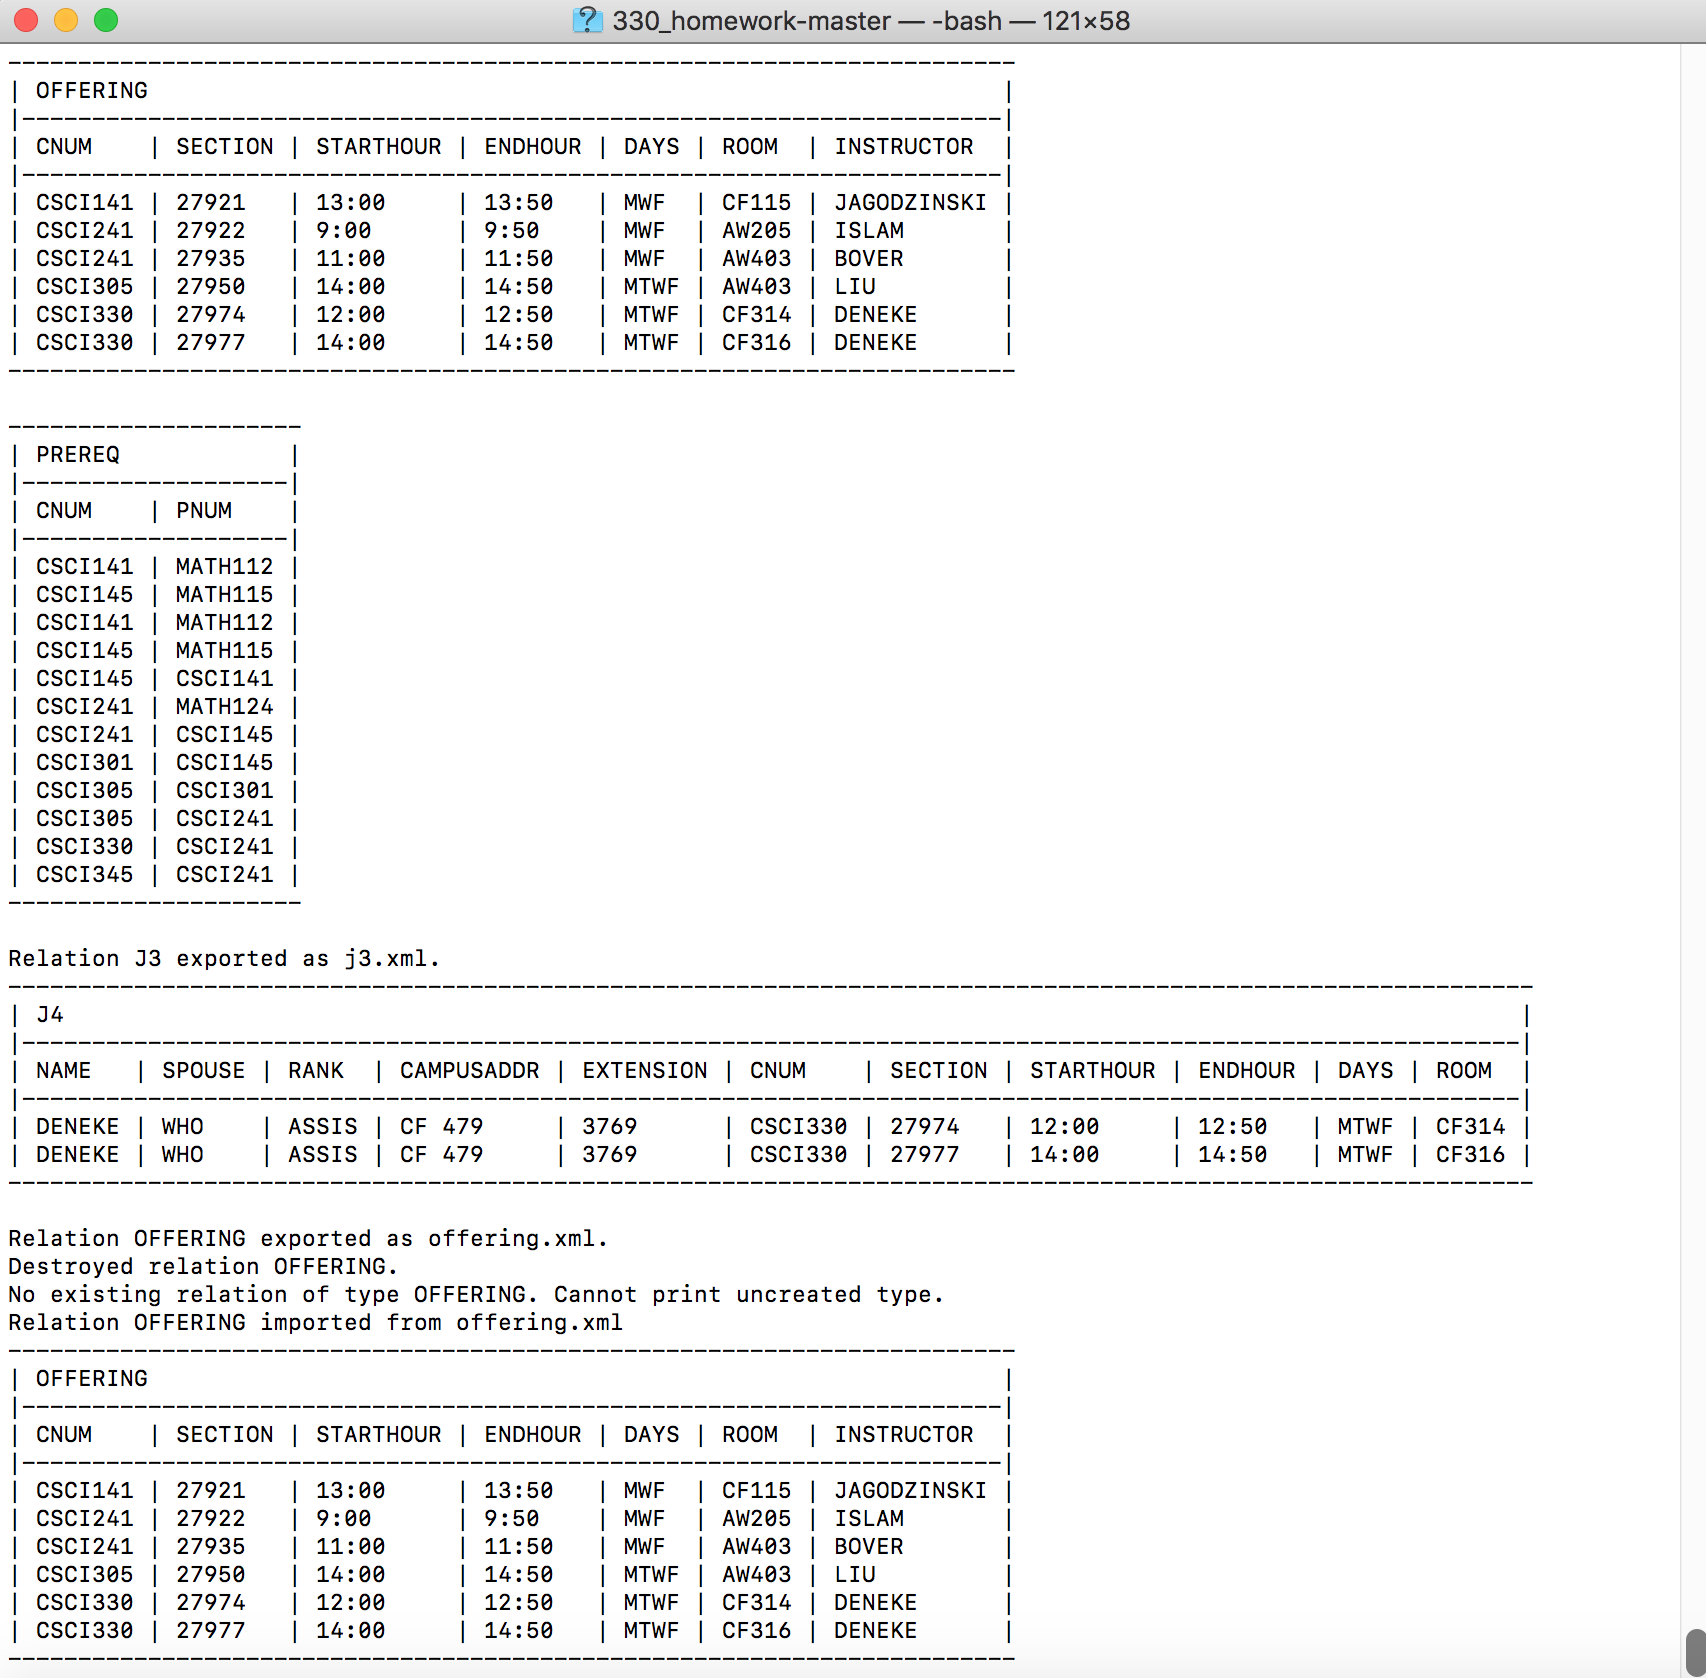 330_homework-master — -bash — 121×58
------------------------------------------------------------------------
| OFFERING                                                             |
|----------------------------------------------------------------------|
| CNUM    | SECTION | STARTHOUR | ENDHOUR | DAYS | ROOM  | INSTRUCTOR  |
|----------------------------------------------------------------------|
| CSCI141 | 27921   | 13:00     | 13:50   | MWF  | CF115 | JAGODZINSKI |
| CSCI241 | 27922   | 9:00      | 9:50    | MWF  | AW205 | ISLAM       |
| CSCI241 | 27935   | 11:00     | 11:50   | MWF  | AW403 | BOVER       |
| CSCI305 | 27950   | 14:00     | 14:50   | MTWF | AW403 | LIU         |
| CSCI330 | 27974   | 12:00     | 12:50   | MTWF | CF314 | DENEKE      |
| CSCI330 | 27977   | 14:00     | 14:50   | MTWF | CF316 | DENEKE      |
------------------------------------------------------------------------
---------------------
| PREREQ            |
|-------------------|
| CNUM    | PNUM    |
|-------------------|
| CSCI141 | MATH112 |
| CSCI145 | MATH115 |
| CSCI141 | MATH112 |
| CSCI145 | MATH115 |
| CSCI145 | CSCI141 |
| CSCI241 | MATH124 |
| CSCI241 | CSCI145 |
| CSCI301 | CSCI145 |
| CSCI305 | CSCI301 |
| CSCI305 | CSCI241 |
| CSCI330 | CSCI241 |
| CSCI345 | CSCI241 |
---------------------
Relation J3 exported as j3.xml.
-------------------------------------------------------------------------------------------------------------
| J4                                                                                                        |
|-----------------------------------------------------------------------------------------------------------|
| NAME   | SPOUSE | RANK  | CAMPUSADDR | EXTENSION | CNUM    | SECTION | STARTHOUR | ENDHOUR | DAYS | ROOM  |
|-----------------------------------------------------------------------------------------------------------|
| DENEKE | WHO    | ASSIS | CF 479     | 3769      | CSCI330 | 27974   | 12:00     | 12:50   | MTWF | CF314 |
| DENEKE | WHO    | ASSIS | CF 479     | 3769      | CSCI330 | 27977   | 14:00     | 14:50   | MTWF | CF316 |
-------------------------------------------------------------------------------------------------------------
Relation OFFERING exported as offering.xml.
Destroyed relation OFFERING.
No existing relation of type OFFERING. Cannot print uncreated type.
Relation OFFERING imported from offering.xml
------------------------------------------------------------------------
| OFFERING                                                             |
|----------------------------------------------------------------------|
| CNUM    | SECTION | STARTHOUR | ENDHOUR | DAYS | ROOM  | INSTRUCTOR  |
|----------------------------------------------------------------------|
| CSCI141 | 27921   | 13:00     | 13:50   | MWF  | CF115 | JAGODZINSKI |
| CSCI241 | 27922   | 9:00      | 9:50    | MWF  | AW205 | ISLAM       |
| CSCI241 | 27935   | 11:00     | 11:50   | MWF  | AW403 | BOVER       |
| CSCI305 | 27950   | 14:00     | 14:50   | MTWF | AW403 | LIU         |
| CSCI330 | 27974   | 12:00     | 12:50   | MTWF | CF314 | DENEKE      |
| CSCI330 | 27977   | 14:00     | 14:50   | MTWF | CF316 | DENEKE      |
------------------------------------------------------------------------